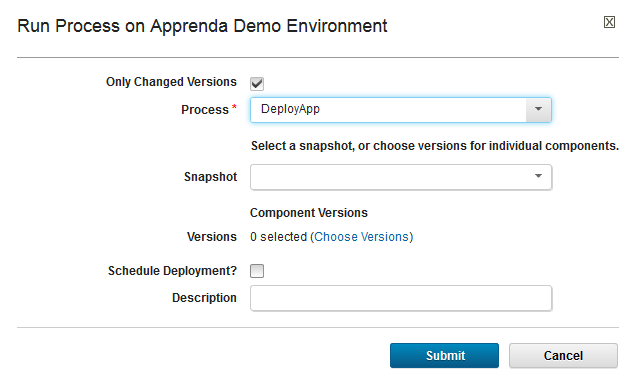 Run Process on Apprenda Demo Environment
Only Changed Versions
Process * DeployApp
Select a snapshot, or choose versions for individual components.
Snapshot
Component Versions
Versions 0 selected (Choose Versions)
Schedule Deployment?
Description
Submit Cancel